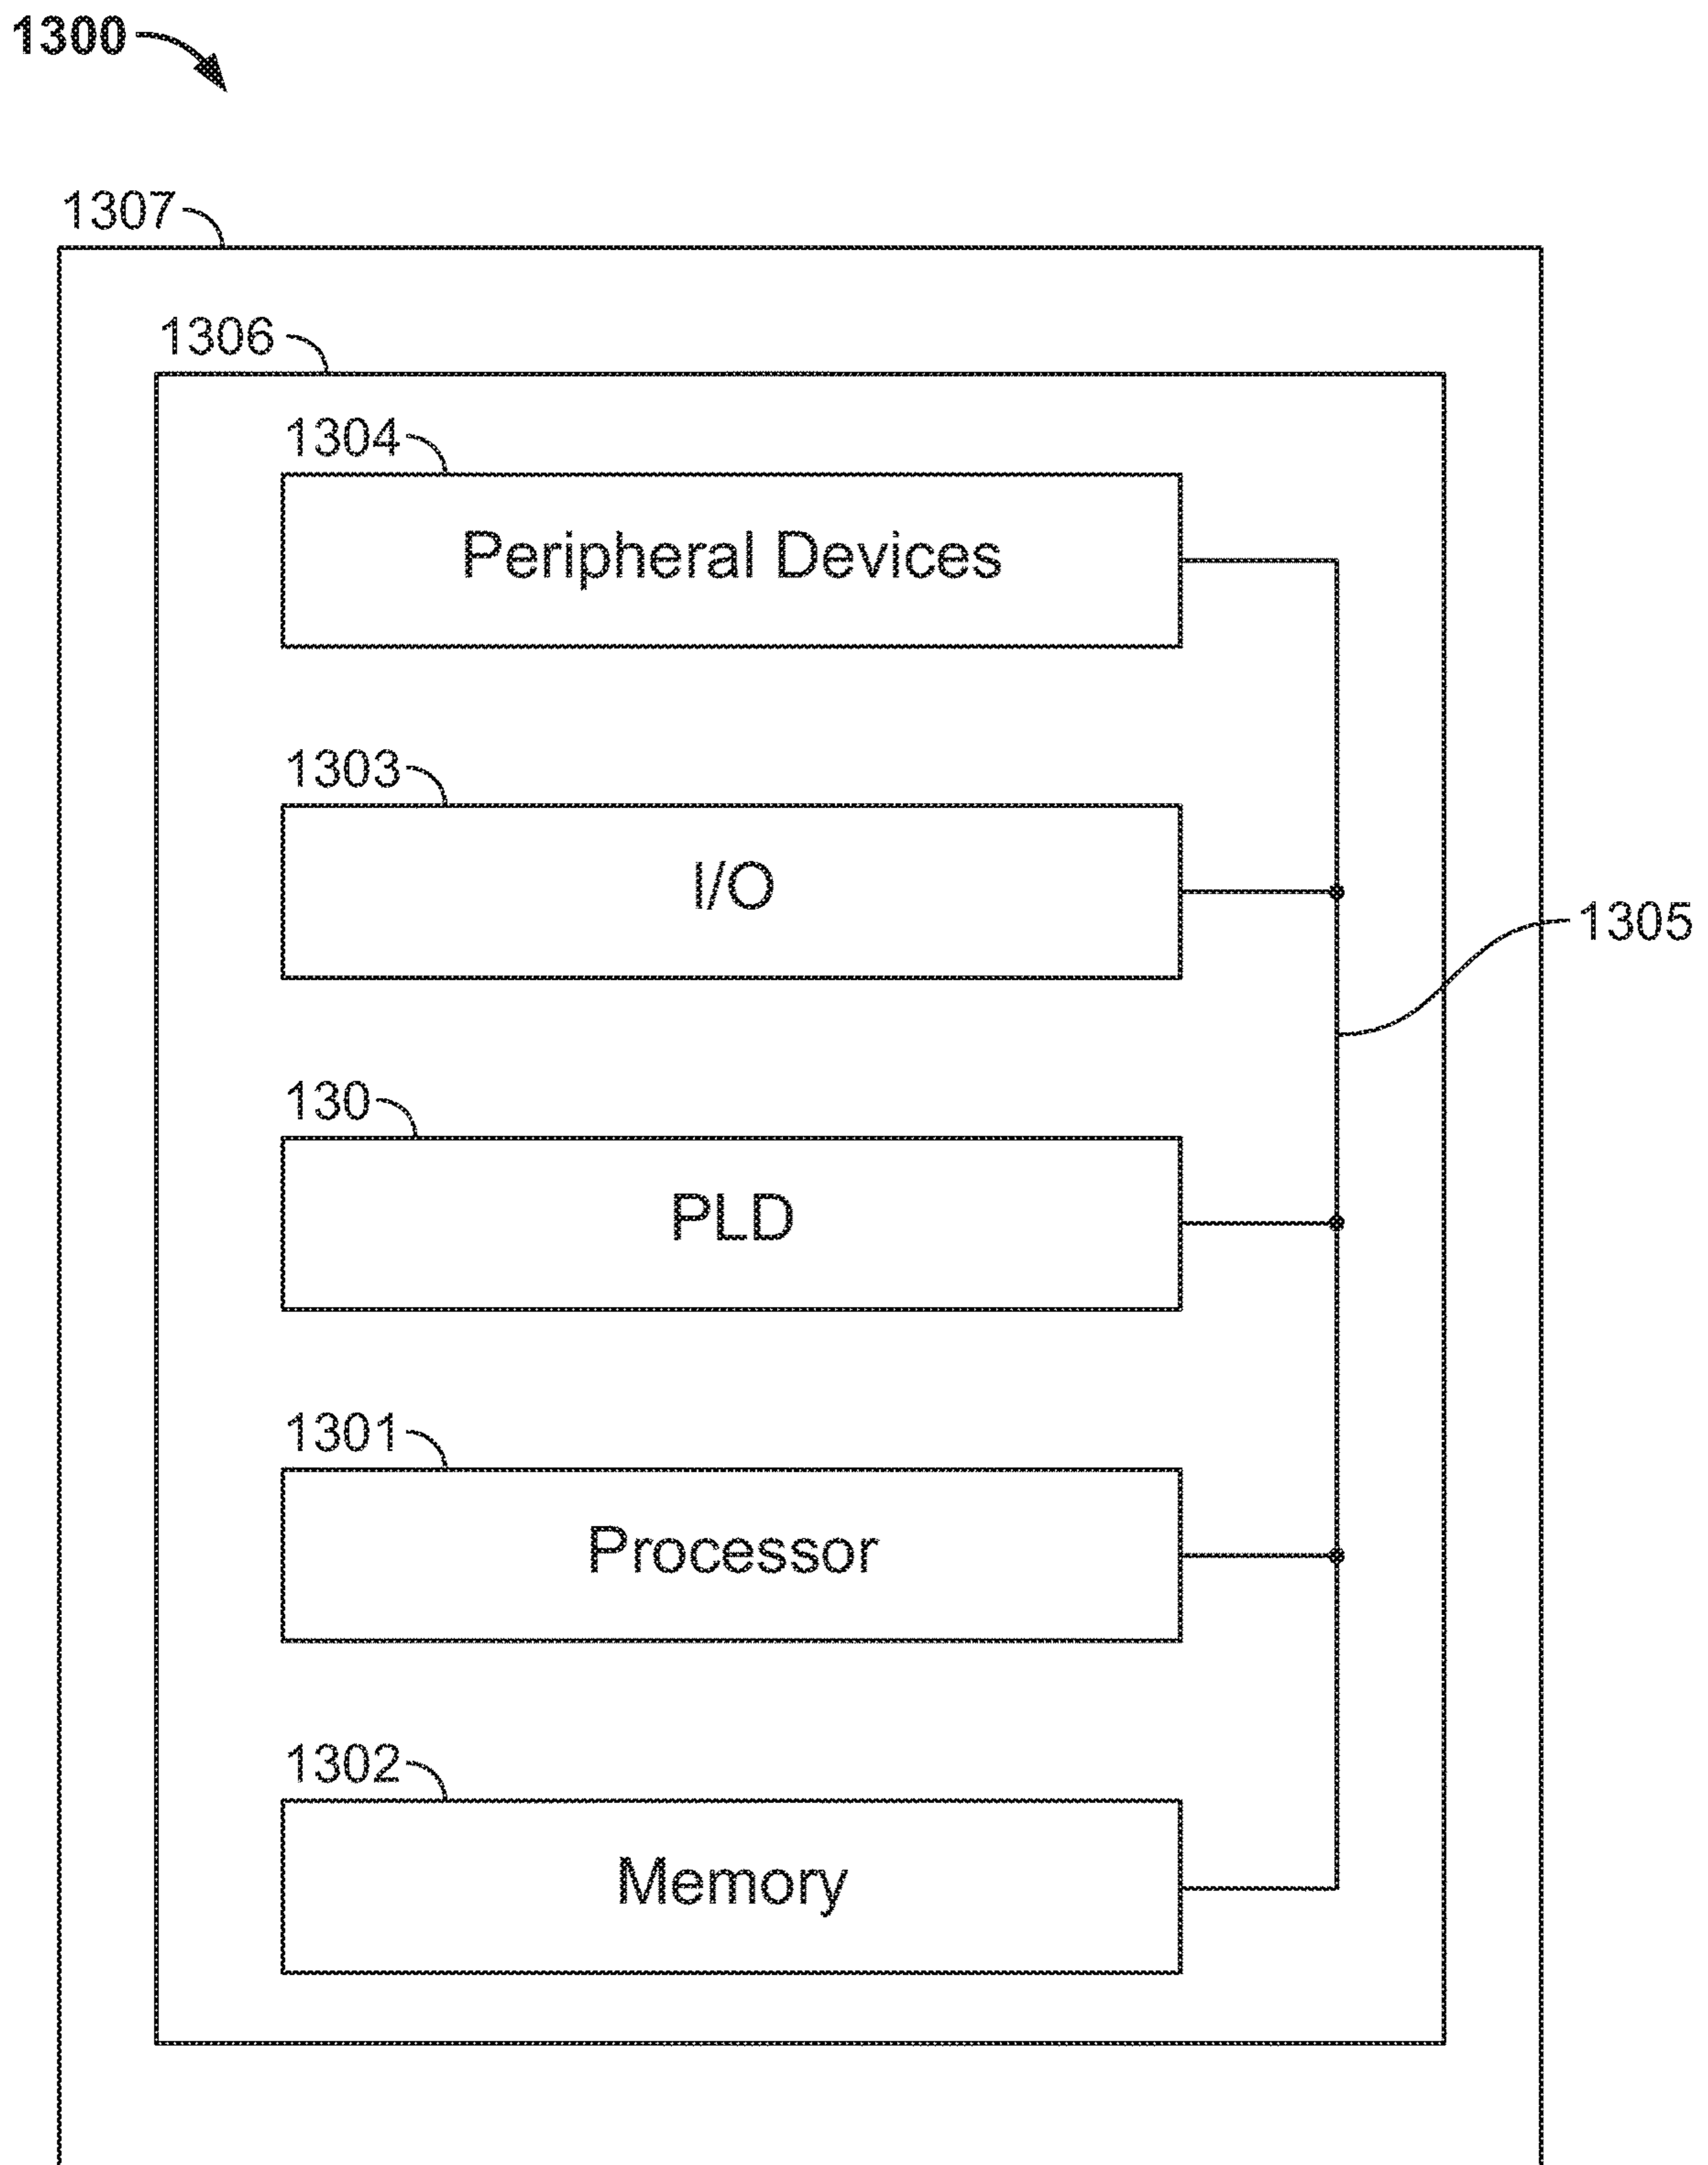 1300
1307
1306
1304
Peripheral Devices
1303
I/O
1305
130
PLD
1301
Processor
1302
Memory